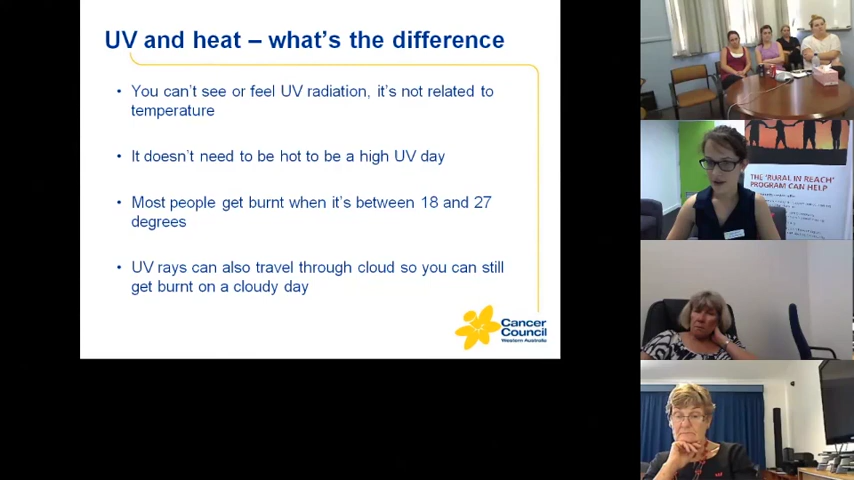 UV and heat – what's the difference
• You can't see or feel UV radiation, it's not related to
temperature
• It doesn't need to be hot to be a high UV day
• Most people get burnt when it's between 18 and 27
degrees
• UV rays can also travel through cloud so you can still
get burnt on a cloudy day
Cancer
Council
Western Australia
THE 'RURAL IN REACH'
PROGRAM CAN HELP